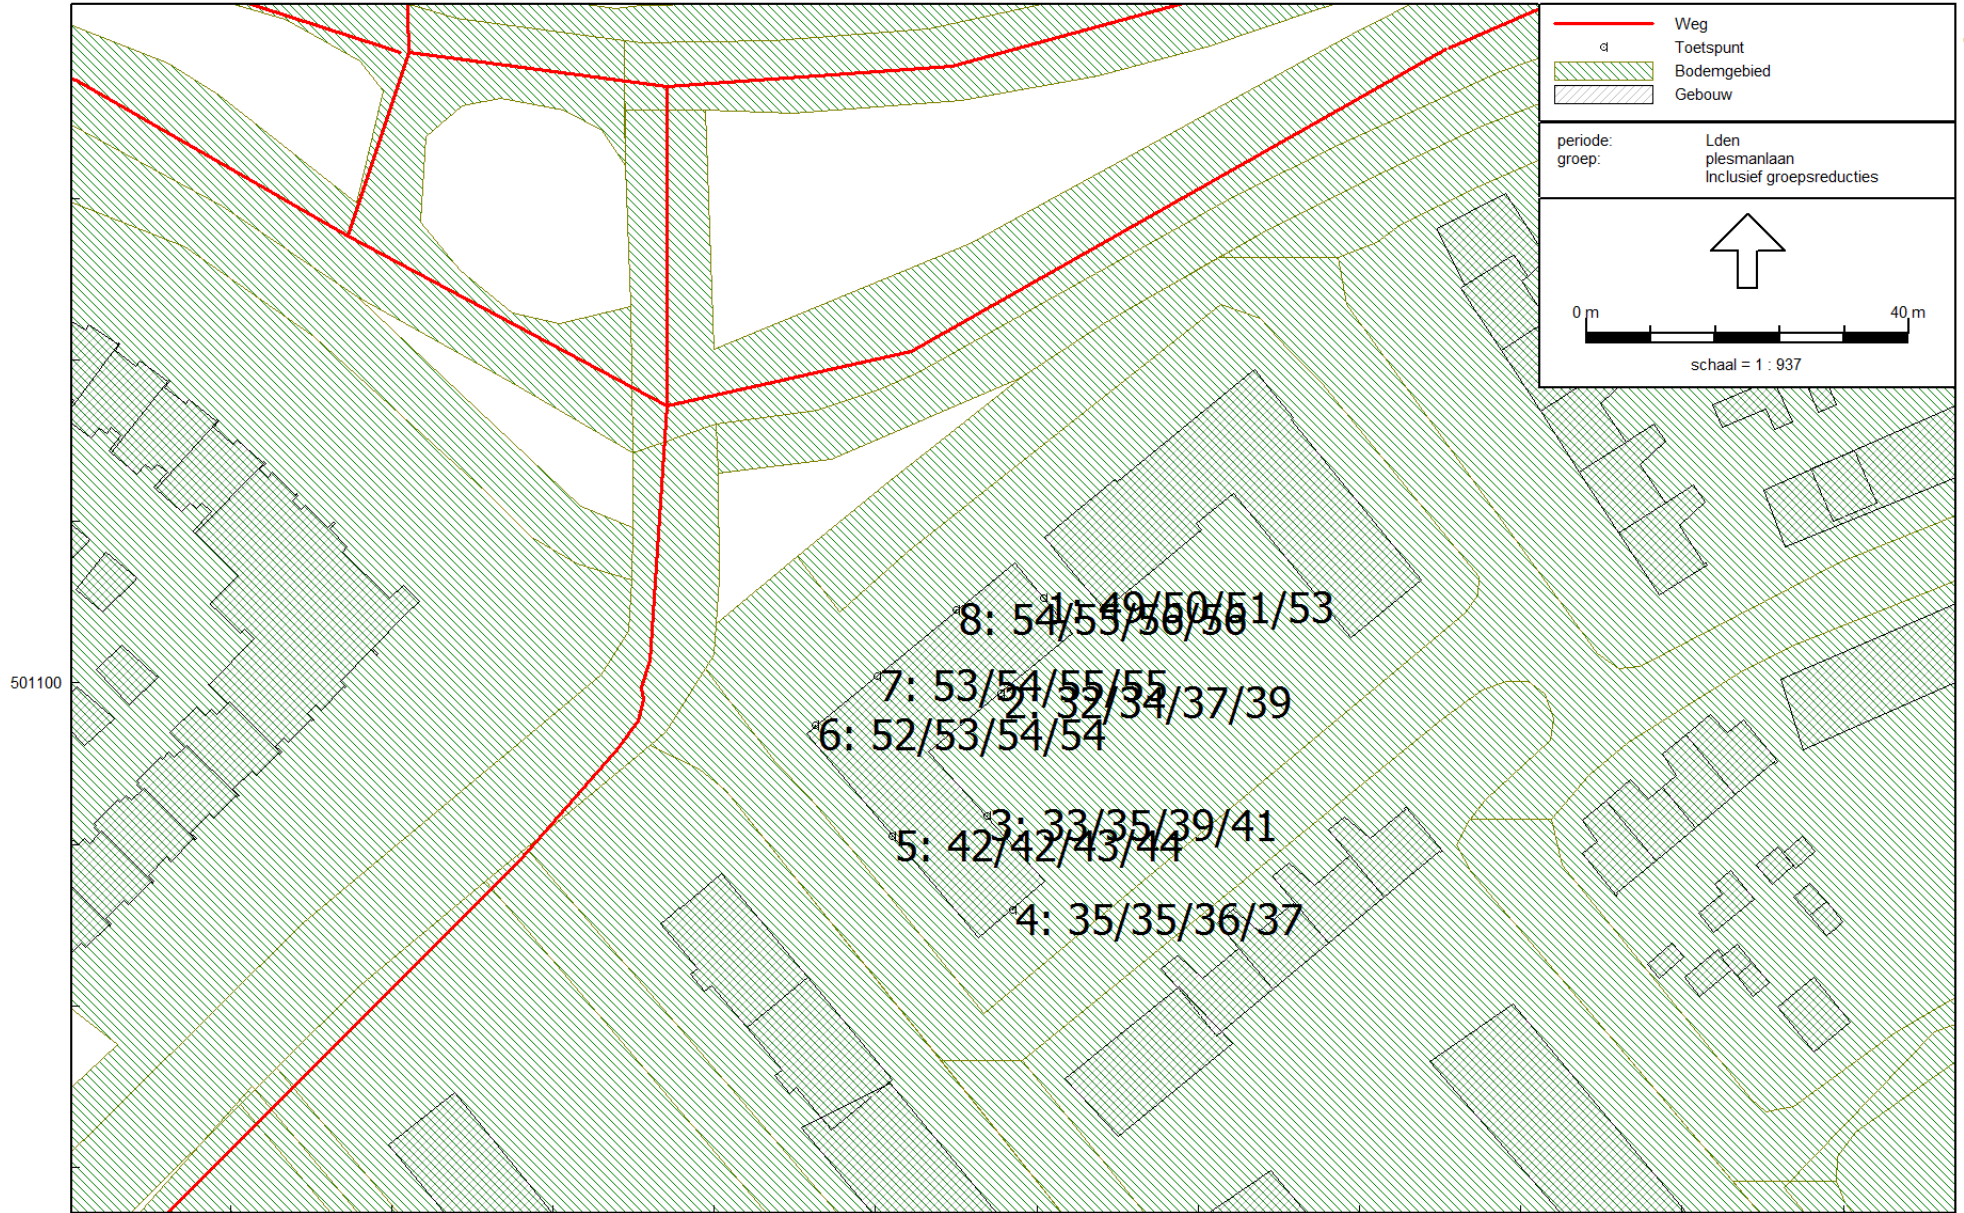 Weg
Toetspunt
Bodemgebied
Gebouw
periode: Lden
groep: plesmanlaan
Inclusief groepsreducties
0 m 40 m
schaal = 1 : 937
1: 49/50/51/53
8: 54/55/56/56
7: 53/54/55/55
2: 32/34/37/39
6: 52/53/54/54
3: 33/35/39/41
5: 42/42/43/44
4: 35/35/36/37
501100